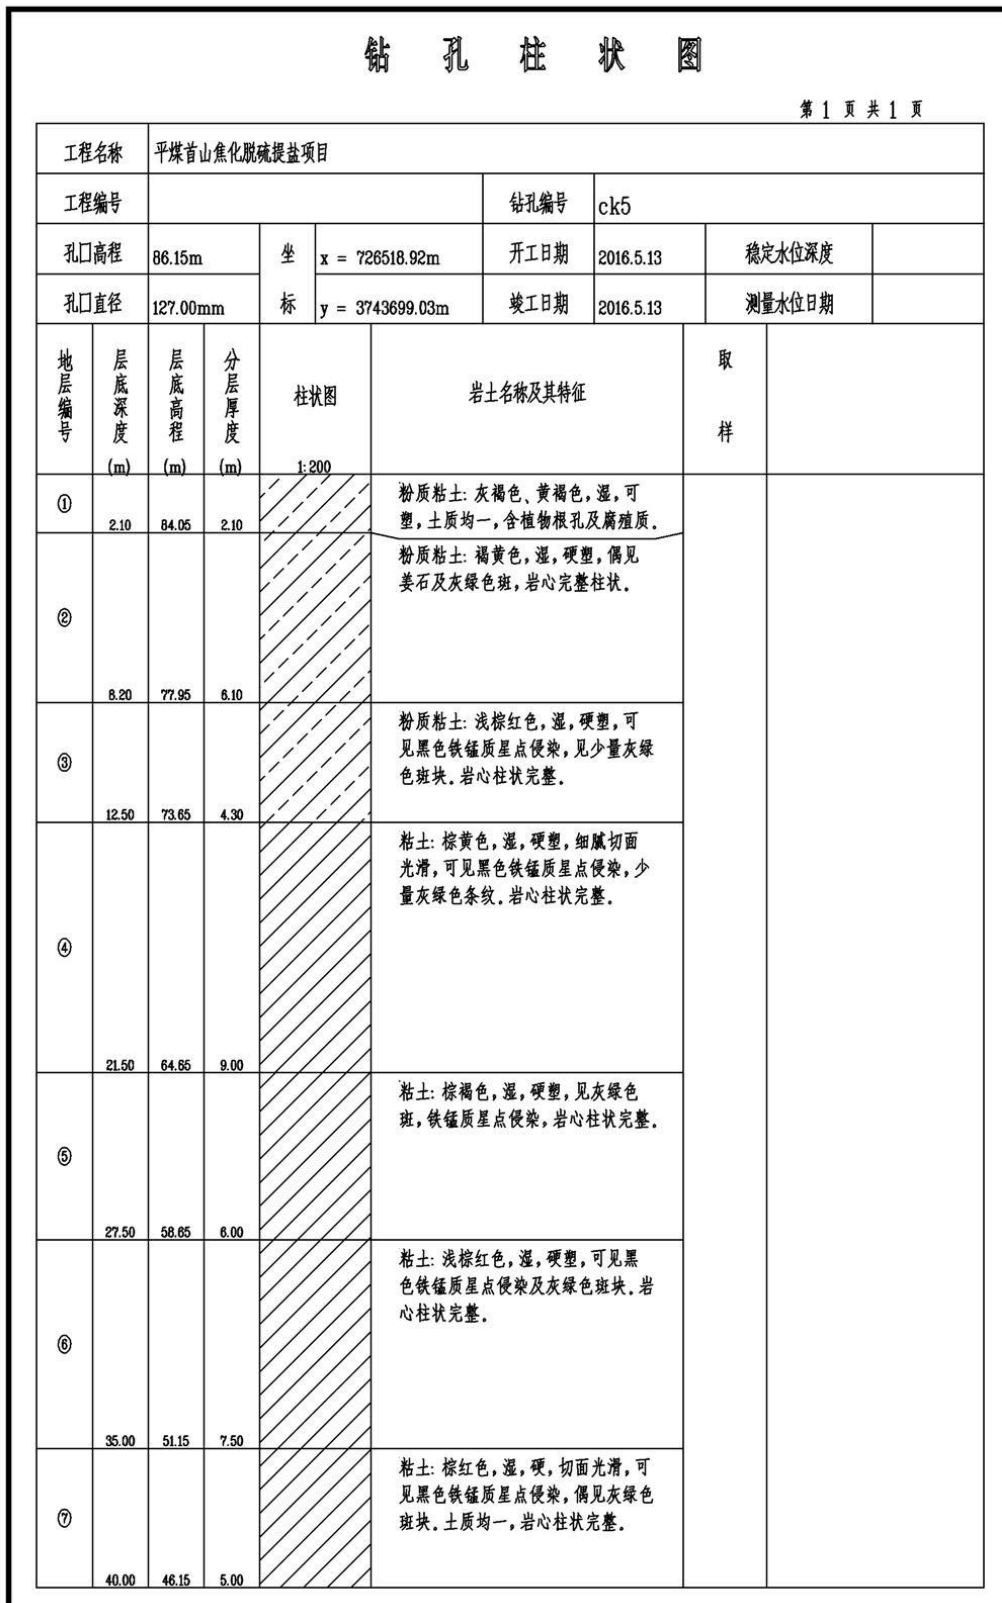 钻孔柱状图
第 1 页 共 1 页
工程名称 平煤首山焦化脱硫提盐项目
工程编号 钻孔编号 ck5
孔口高程 86.15m 坐 x = 726518.92m 开工日期 2016.5.13 稳定水位深度
孔口直径 127.00mm 标 y = 3743699.03m 竣工日期 2016.5.13 测量水位日期
地层编号 层底深度 (m) 层底高程 (m) 分层厚度 (m) 柱状图 1:200 岩土名称及其特征 取样
粉质粘土: 灰褐色、黄褐色,湿,可
塑,土质均一,含植物根孔及腐殖质.
① 2.10 84.05 2.10
粉质粘土: 褐黄色,湿,硬塑,偶见
姜石及灰绿色斑,岩心完整柱状.
② 8.20 77.95 6.10
粉质粘土: 浅棕红色,湿,硬塑,可
见黑色铁锰质星点侵染,见少量灰绿
色斑块.岩心柱状完整.
③ 12.50 73.65 4.30
粘土: 棕黄色,湿,硬塑,细腻切面
光滑,可见黑色铁锰质星点侵染,少
量灰绿色条纹.岩心柱状完整.
④ 21.50 64.65 9.00
粘土: 棕褐色,湿,硬塑,见灰绿色
斑,铁锰质星点侵染,岩心柱状完整.
⑤ 27.50 58.65 6.00
粘土: 浅棕红色,湿,硬塑,可见黑
色铁锰质星点侵染及灰绿色斑块.岩
心柱状完整.
⑥ 35.00 51.15 7.50
粘土: 棕红色,湿,硬,切面光滑,可
见黑色铁锰质星点侵染,偶见灰绿色
斑块.土质均一,岩心柱状完整.
⑦ 40.00 46.15 5.00